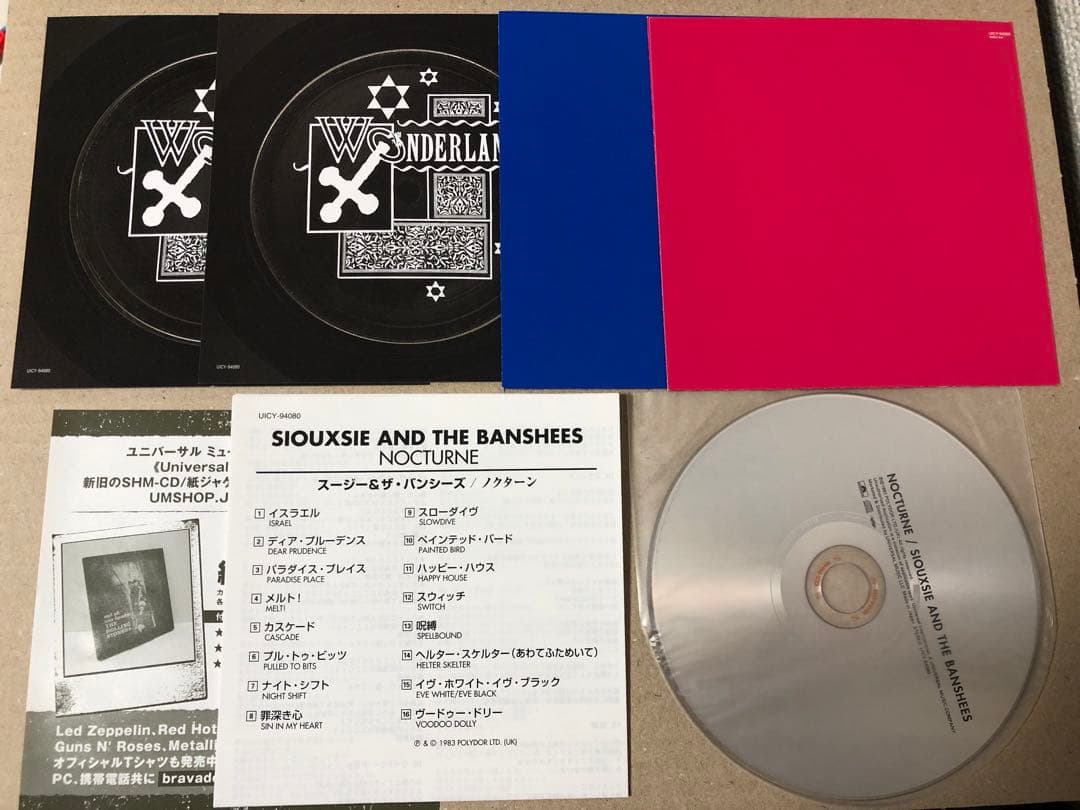 WO
UICY-94080
WONDERLAN
UICY-94080
UICY-94080
ユニバーサル ミュー
《Universal
新旧のSHM-CD/紙ジャケ
UMSHOP.J
THE
ROLLING
STONES
Led Zeppelin, Red Hot
Guns N' Roses, Metalli
オフィシャルTシャツも発売中
PC、携帯電話共に bravado
UICY-94080
SIOUXSIE AND THE BANSHEES
NOCTURNE
スージー&ザ・バンシーズ / ノクターン
1 イスラエル
ISRAEL
2 ディア・プルーデンス
DEAR PRUDENCE
3 パラダイス・プレイス
PARADISE PLACE
4 メルト!
MELT!
5 カスケード
CASCADE
6 プル・トゥ・ビッツ
PULLED TO BITS
7 ナイト・シフト
NIGHT SHIFT
8 罪深き心
SIN IN MY HEART
9 スローダイヴ
SLOWDIVE
10 ペインテッド・バード
PAINTED BIRD
11 ハッピー・ハウス
HAPPY HOUSE
12 スウィッチ
SWITCH
13 呪縛
SPELLBOUND
14 ヘルター・スケルター(あわてふためいて)
HELTER SKELTER
15 イヴ・ホワイト・イヴ・ブラック
EVE WHITE/EVE BLACK
16 ヴードゥー・ドリー
VOODOO DOLLY
℗ & © 1983 POLYDOR LTD. (UK)
NOCTURNE / SIOUXSIE AND THE BANSHEES